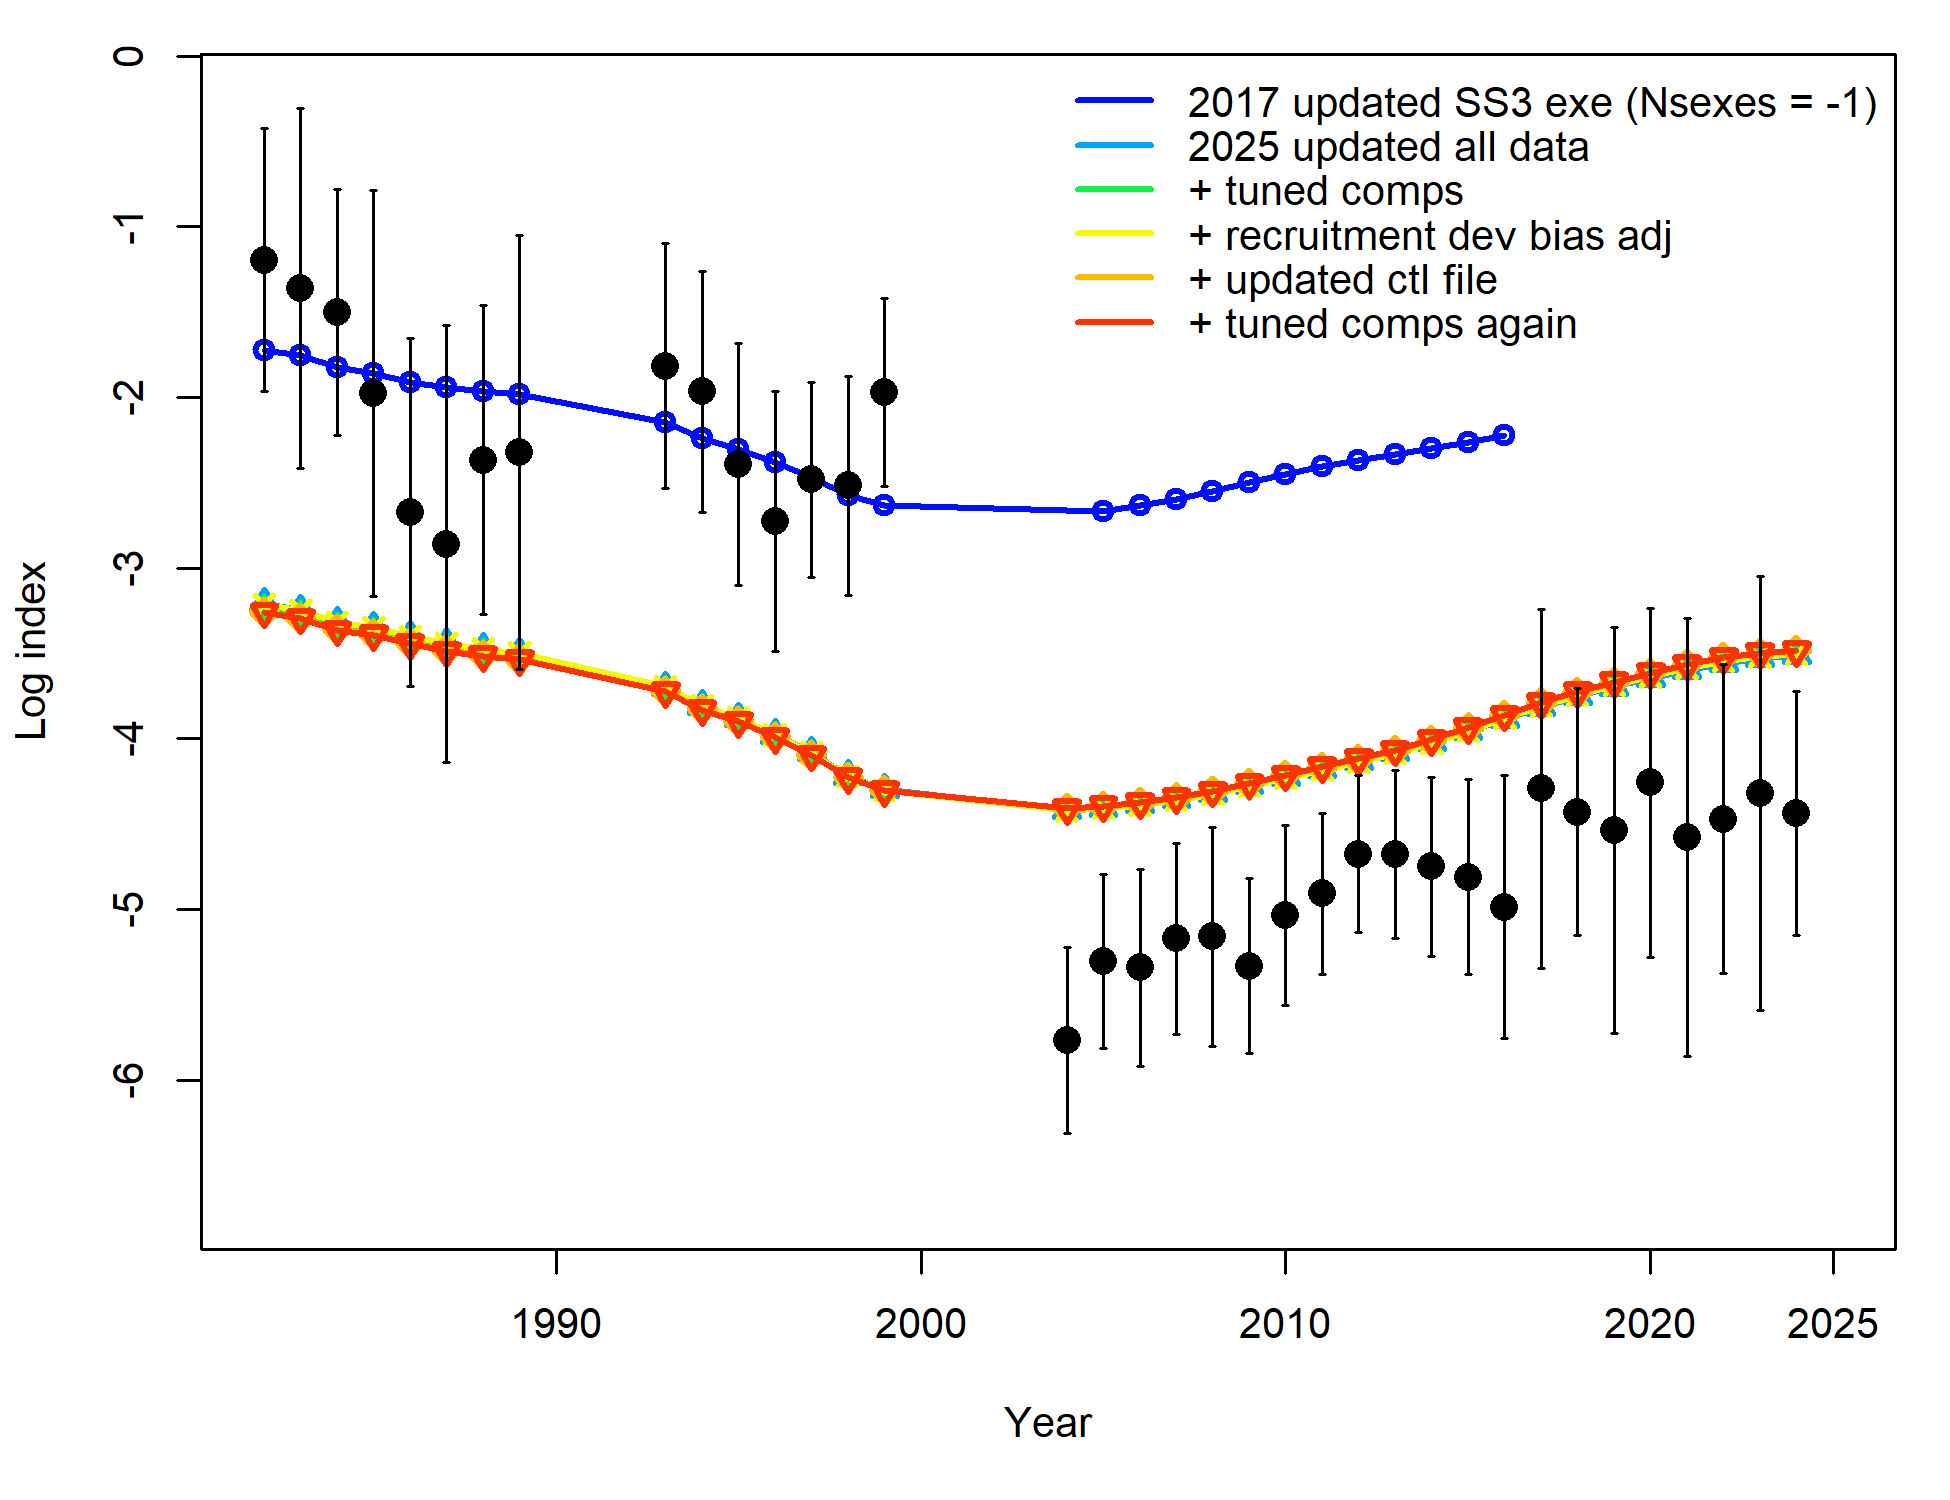 0
-1
-2
-3
-4
-5
-6
Log index
2017 updated SS3 exe (Nsexes = -1)
2025 updated all data
+ tuned comps
+ recruitment dev bias adj
+ updated ctl file
+ tuned comps again
1990
2000
2010
2020
2025
Year